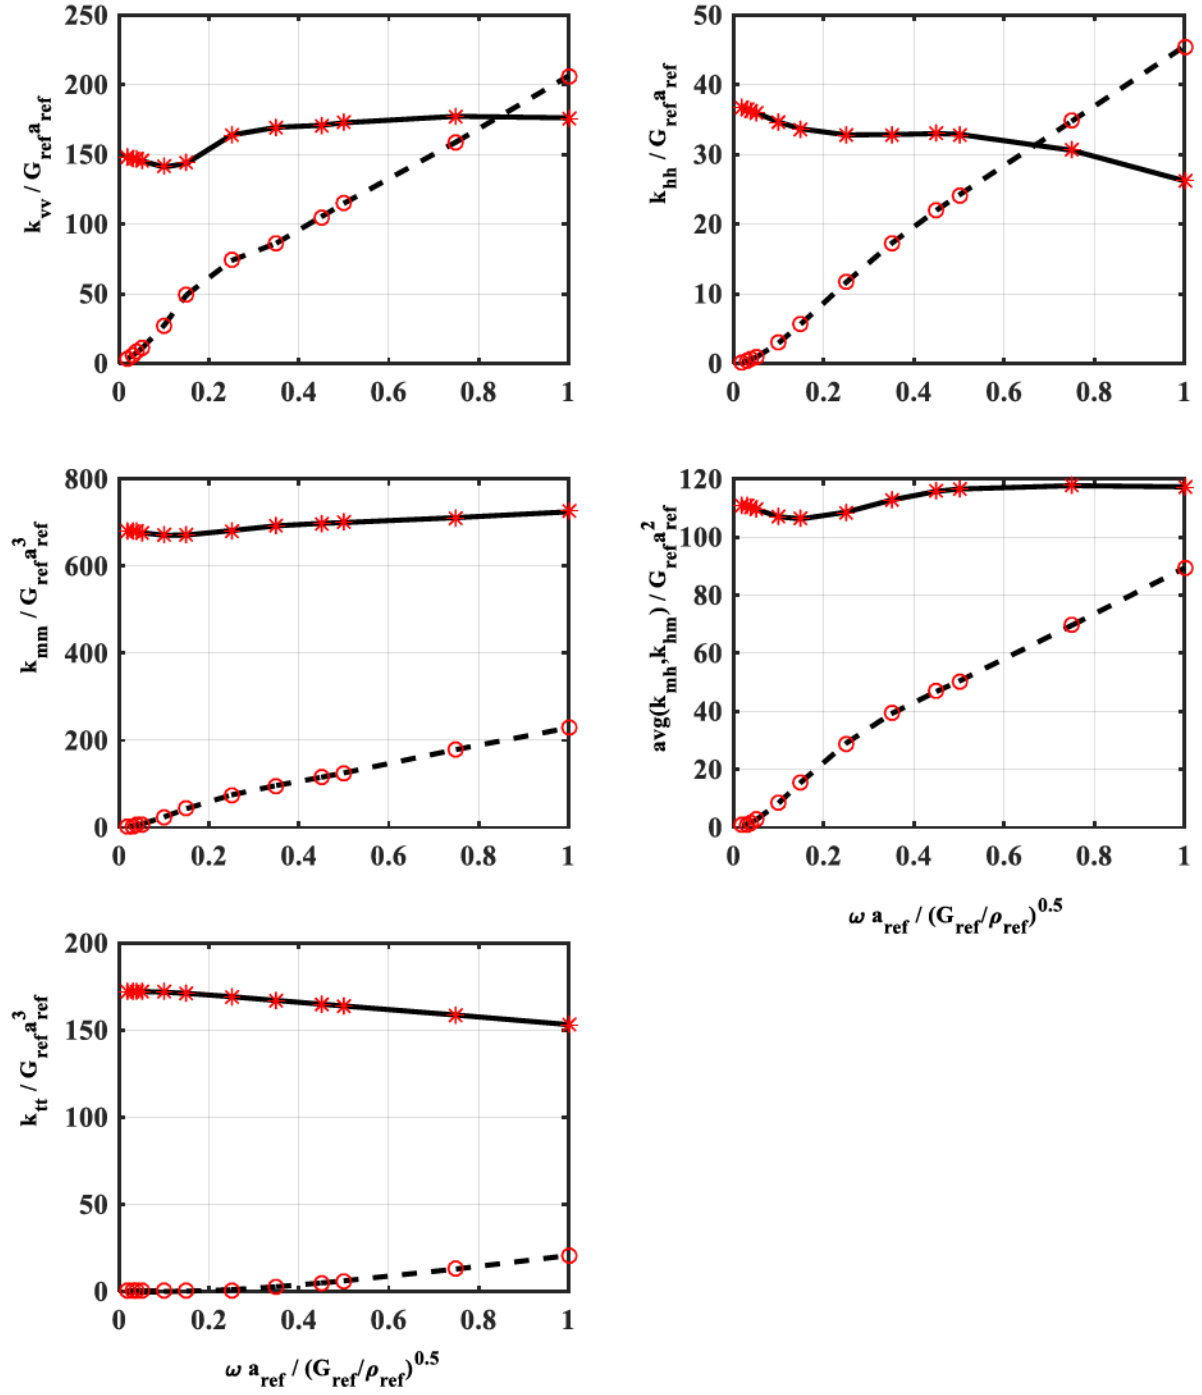 250
200
150
100
50
0
k_vv / G_ref a_ref
0 0.2 0.4 0.6 0.8 1
50
40
30
20
10
0
k_hh / G_ref a_ref
0 0.2 0.4 0.6 0.8 1
800
600
400
200
0
k_mm / G_ref a_ref^3
0 0.2 0.4 0.6 0.8 1
120
100
80
60
40
20
0
avg(k_mh,k_hm) / G_ref a_ref^2
0 0.2 0.4 0.6 0.8 1
ω a_ref / (G_ref/ρ_ref)^0.5
200
150
100
50
0
k_tt / G_ref a_ref^3
0 0.2 0.4 0.6 0.8 1
ω a_ref / (G_ref/ρ_ref)^0.5